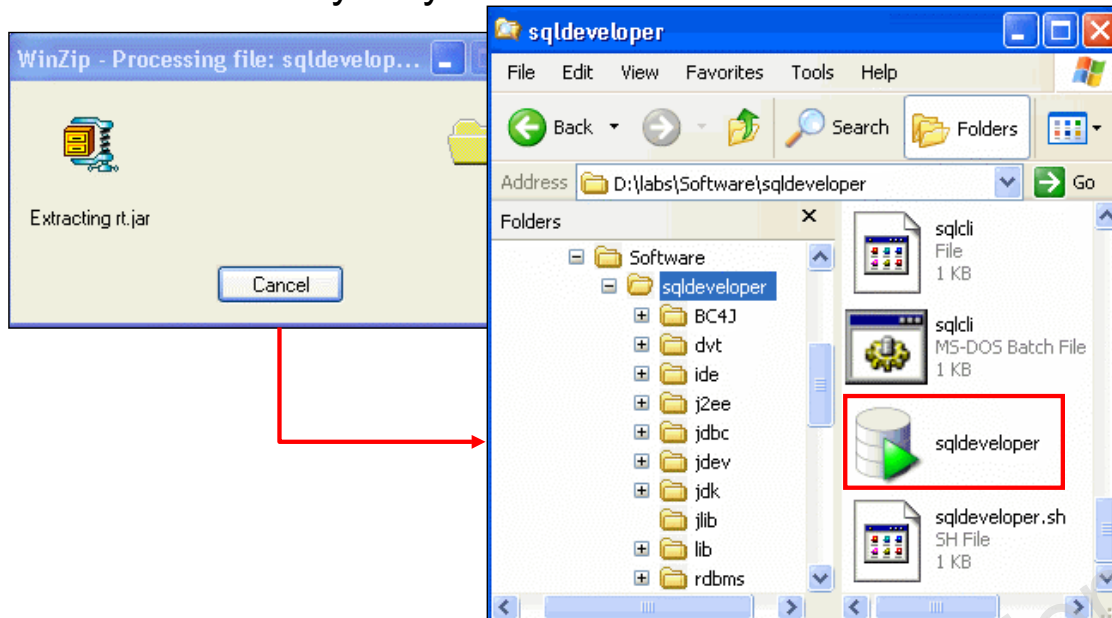 WinZip - Processing file: sqldevelop...
Extracting rt.jar
Cancel
sqldeveloper
File Edit View Favorites Tools Help
Back Search Folders
Address D:\labs\Software\sqldeveloper Go
Folders
Software
sqldeveloper
BC4J
dvt
ide
j2ee
jdbc
jdev
jdk
jlib
lib
rdbms
sqlcli
File
1 KB
sqlcli
MS-DOS Batch File
1 KB
sqldeveloper
sqldeveloper.sh
SH File
1 KB